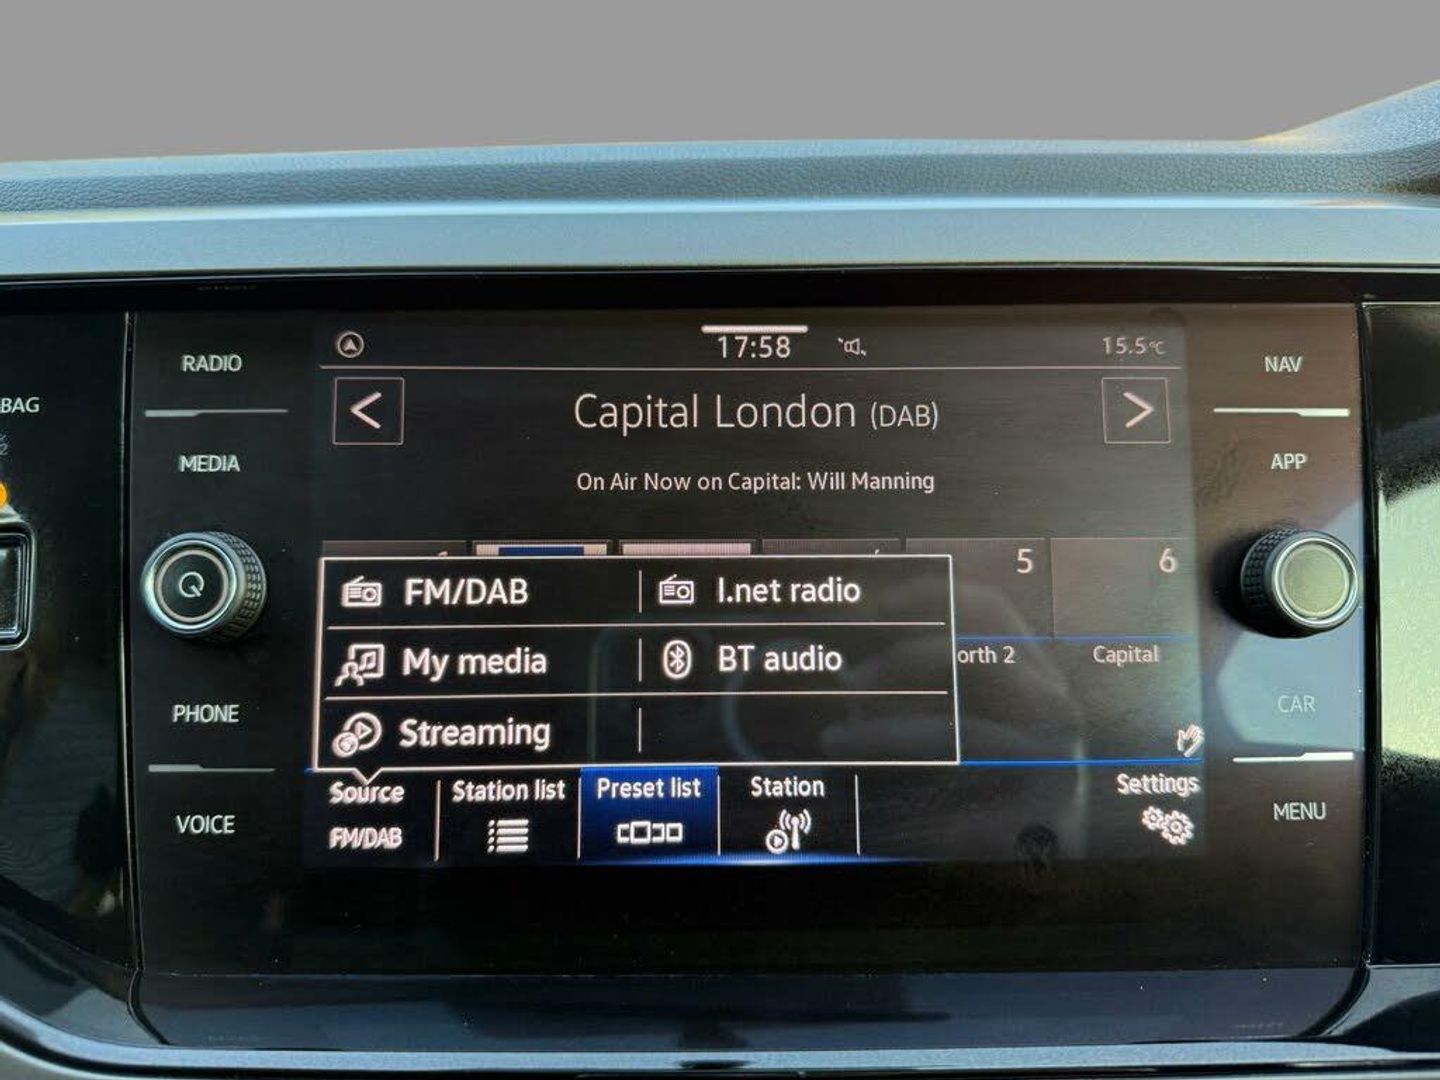 RADIO
MEDIA
PHONE
VOICE
BAG
17:58
15.5°C
Capital London (DAB)
On Air Now on Capital: Will Manning
5
6
FM/DAB
I.net radio
My media
BT audio
orth 2
Capital
Streaming
Source
FM/DAB
Station list
Preset list
Station
Settings
NAV
APP
CAR
MENU